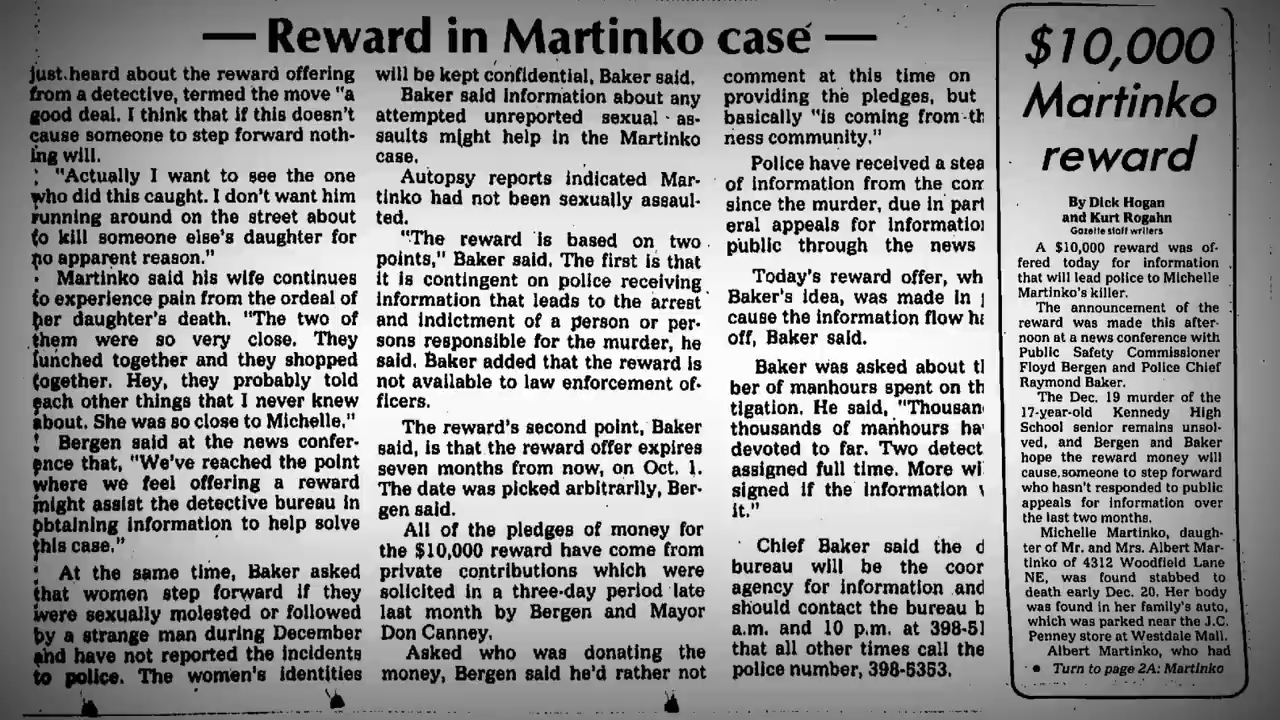 Reward in Martinko case
just heard about the reward offering
from a detective, termed the move "a
good deal. I think that if this doesn't
cause someone to step forward noth-
ing will.
"Actually I want to see the one
who did this caught. I don't want him
running around on the street about
to kill someone else's daughter for
no apparent reason."
Martinko said his wife continues
to experience pain from the ordeal of
her daughter's death. "The two of
them were so very close. They
lunched together and they shopped
together. Hey, they probably told
each other things that I never knew
about. She was so close to Michelle."
Bergen said at the news confer-
ence that, "We've reached the point
where we feel offering a reward
might assist the detective bureau in
obtaining information to help solve
this case."
At the same time, Baker asked
that women step forward if they
were sexually molested or followed
by a strange man during December
and have not reported the incidents
to police. The women's identities
will be kept confidential, Baker said.
Baker said information about any
attempted unreported sexual as-
saults might help in the Martinko
case.
Autopsy reports indicated Mar-
tinko had not been sexually assaul-
ted.
"The reward is based on two
points," Baker said. The first is that
it is contingent on police receiving
information that leads to the arrest
and indictment of a person or per-
sons responsible for the murder, he
said. Baker added that the reward is
not available to law enforcement of-
ficers.
The reward's second point, Baker
said, is that the reward offer expires
seven months from now, on Oct. 1.
The date was picked arbitrarily, Ber-
gen said.
All of the pledges of money for
the $10,000 reward have come from
private contributions which were
solicited in a three-day period late
last month by Bergen and Mayor
Don Canney.
Asked who was donating the
money, Bergen said he'd rather not
comment at this time on
providing the pledges, but
basically "is coming from th
ness community."
Police have received a stea
of information from the com
since the murder, due in part
eral appeals for informatio
public through the news
Today's reward offer, wh
Baker's idea, was made in
cause the information flow ha
off, Baker said.
Baker was asked about t
ber of manhours spent on th
tigation. He said, "Thousan
thousands of manhours ha
devoted to far. Two detect
assigned full time. More wi
signed if the information
it."
Chief Baker said the d
bureau will be the coor
agency for information and
should contact the bureau b
a.m. and 10 p.m. at 398-51
that all other times call the
police number, 398-5353.
$10,000
Martinko
reward
By Dick Hogan
and Kurt Rogahn
Gazette staff writers
A $10,000 reward was of-
fered today for information
that will lead police to Michelle
Martinko's killer.
The announcement of the
reward was made this after-
noon at a news conference with
Public Safety Commissioner
Floyd Bergen and Police Chief
Raymond Baker.
The Dec. 19 murder of the
17-year-old Kennedy High
School senior remains unsol-
ved, and Bergen and Baker
hope the reward money will
cause someone to step forward
who hasn't responded to public
appeals for information over
the last two months.
Michelle Martinko, daugh-
ter of Mr. and Mrs. Albert Mar-
tinko of 4312 Woodfield Lane
NE, was found stabbed to
death early Dec. 20. Her body
was found in her family's auto,
which was parked near the J.C.
Penney store at Westdale Mall.
Albert Martinko, who had
• Turn to page 2A: Martinko